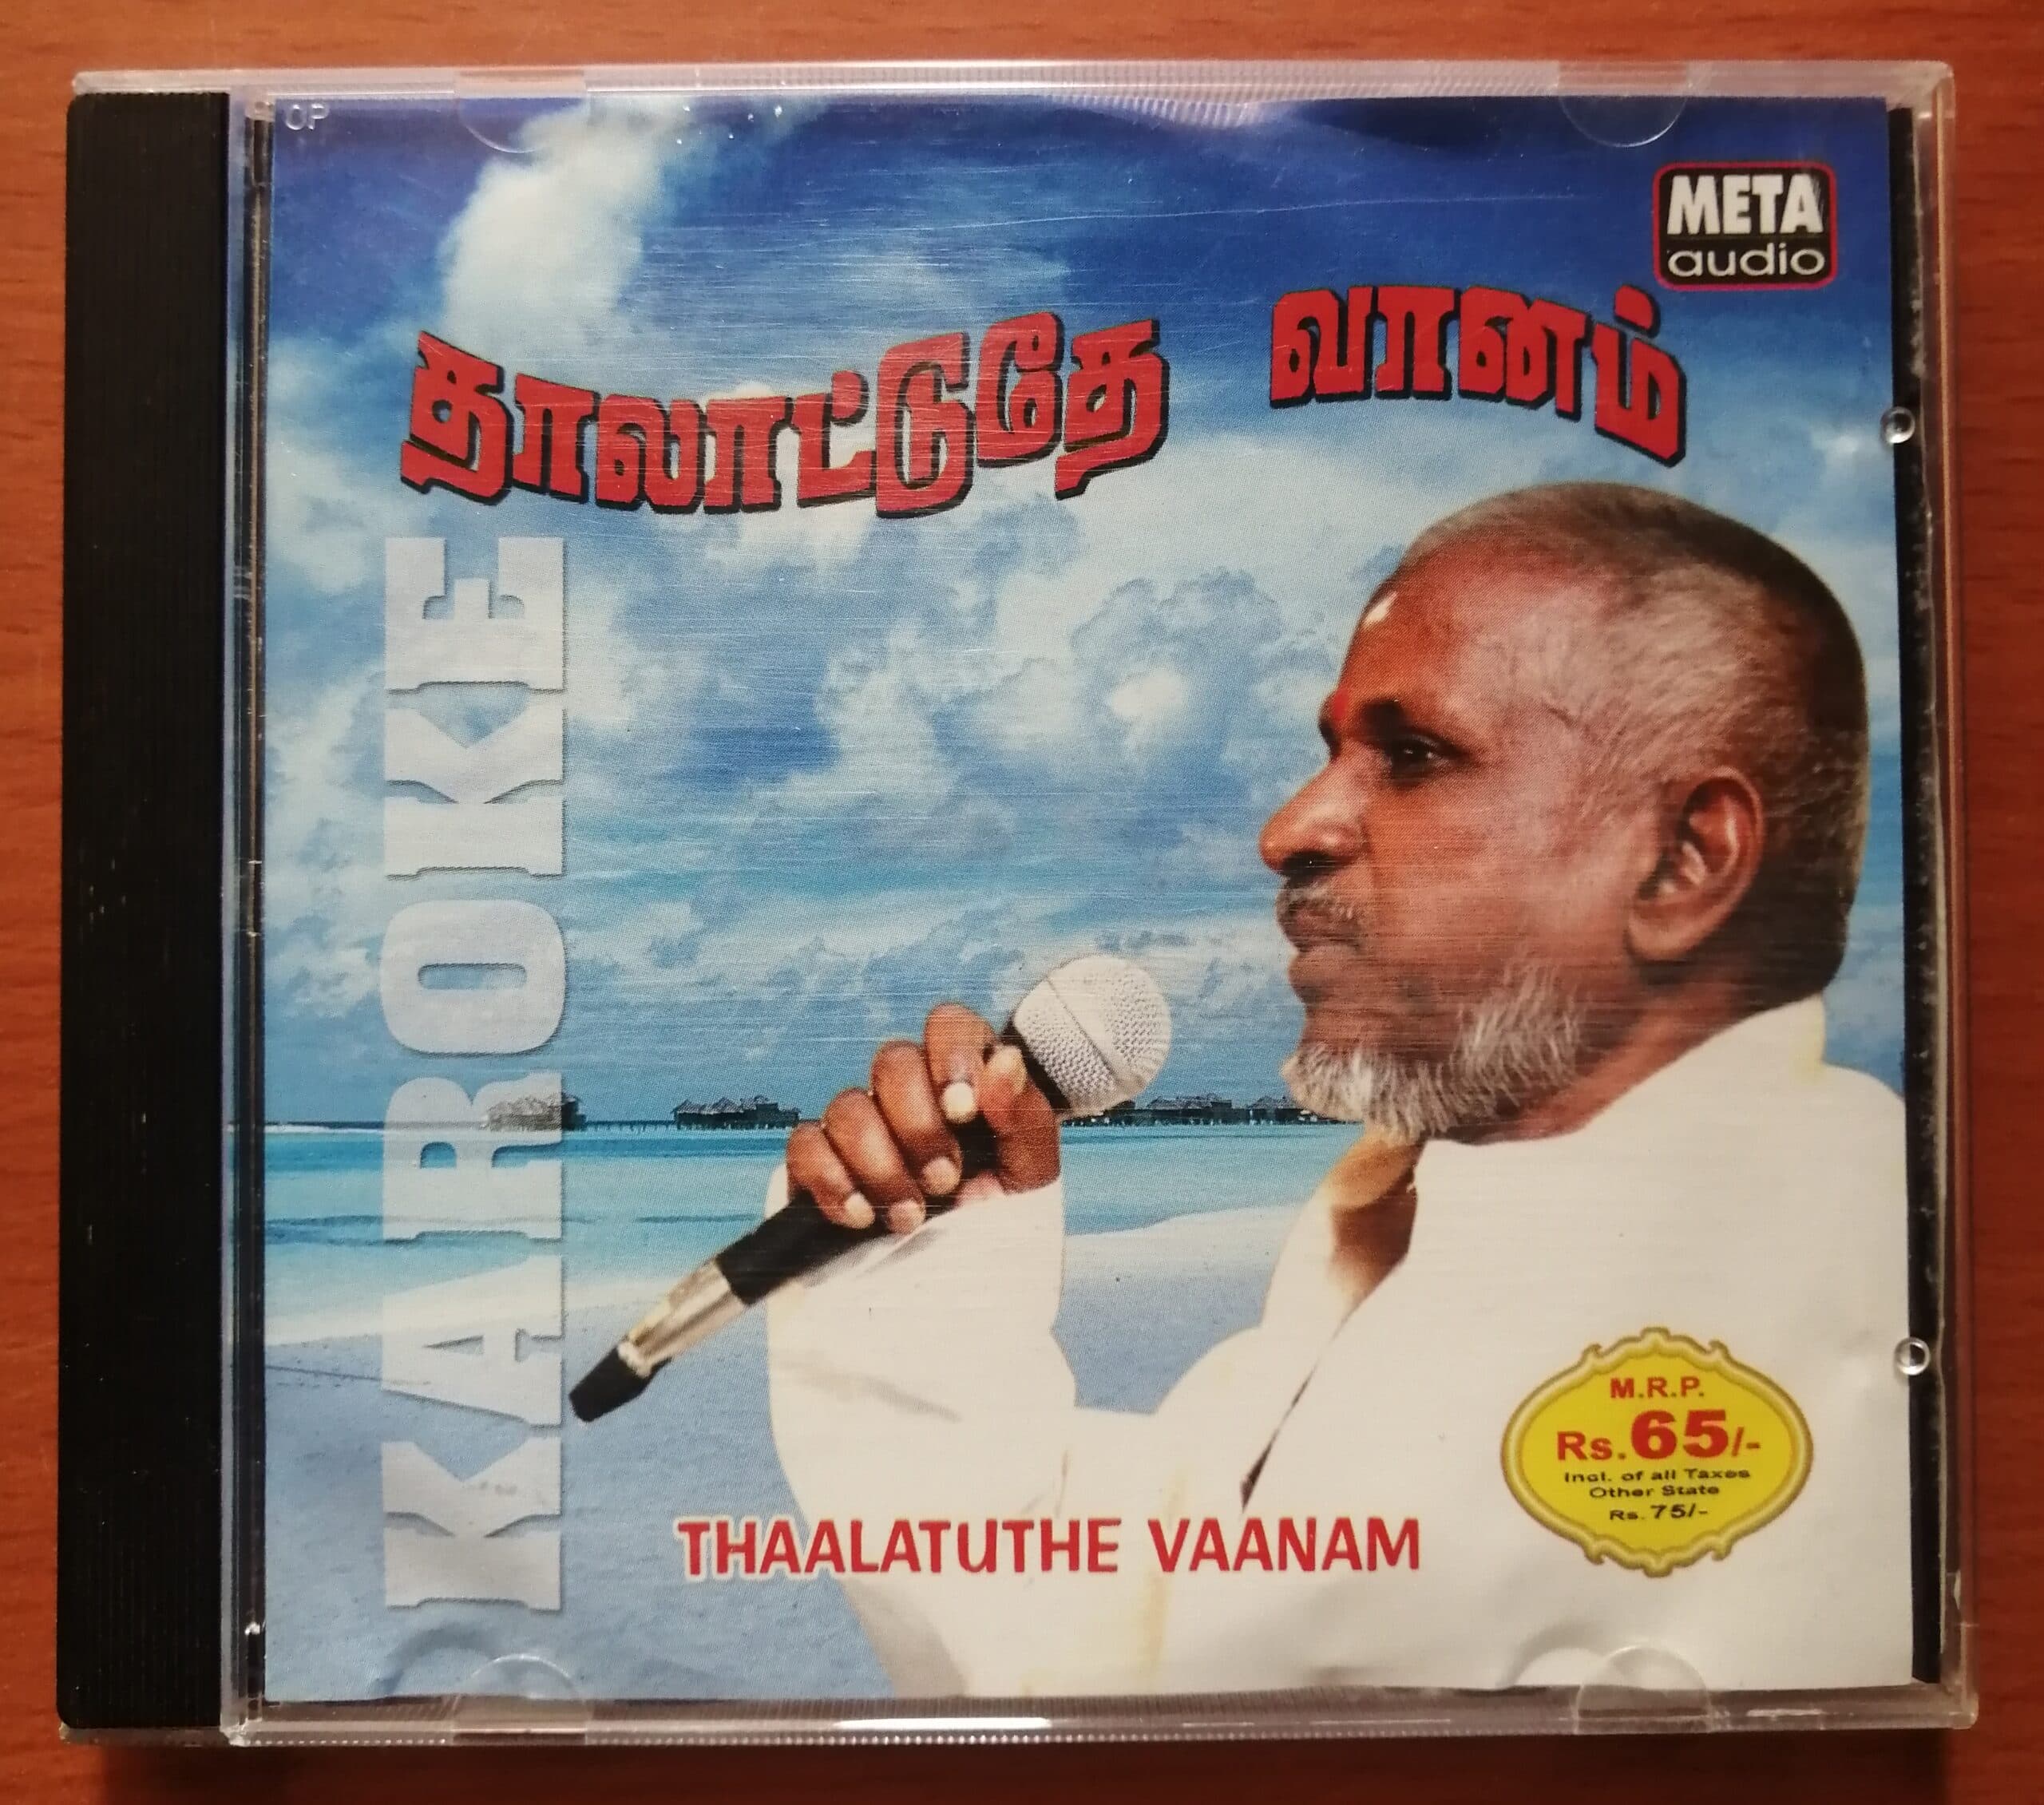 OP
META
audio
தாலாட்டுதே வானம்
KAROKE
M.R.P.
Rs.65/-
Incl. of all Taxes
Other State
Rs. 75/-
THAALATUTHE VAANAM